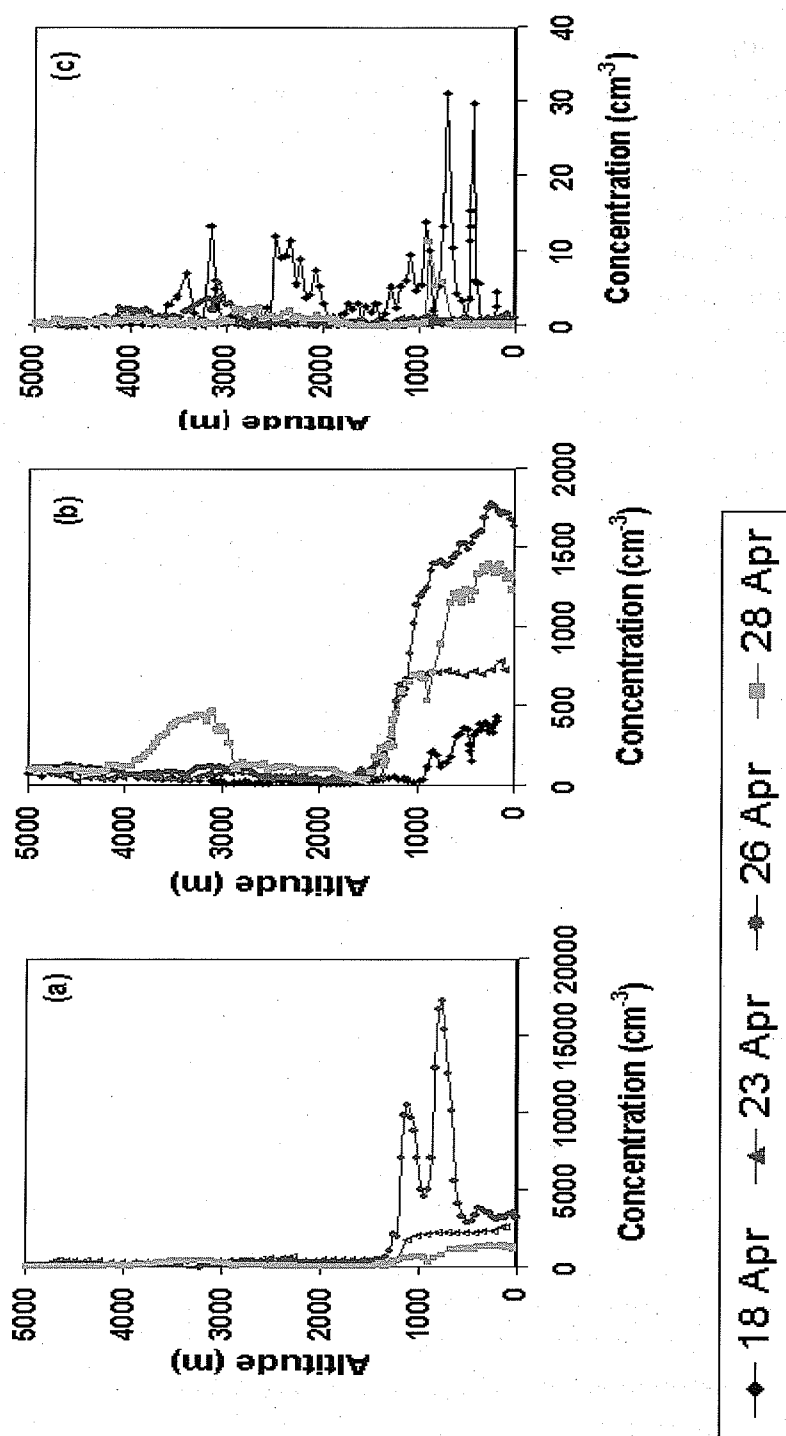 (a)
Altitude (m)
5000
4000
3000
2000
1000
0
0 5000 10000 15000 20000
Concentration (cm-3)
(b)
Altitude (m)
5000
4000
3000
2000
1000
0
0 500 1000 1500 2000
Concentration (cm-3)
(c)
Altitude (m)
5000
4000
3000
2000
1000
0
0 10 20 30 40
Concentration (cm-3)
18 Apr 23 Apr 26 Apr 28 Apr